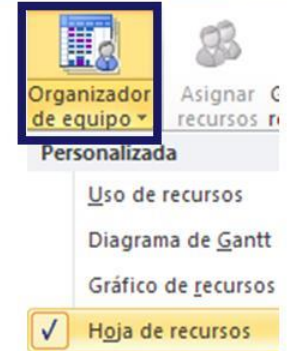 Organizador
de equipo
Asignar
recursos
Personalizada
Uso de recursos
Diagrama de Gantt
Gráfico de recursos
Hoja de recursos